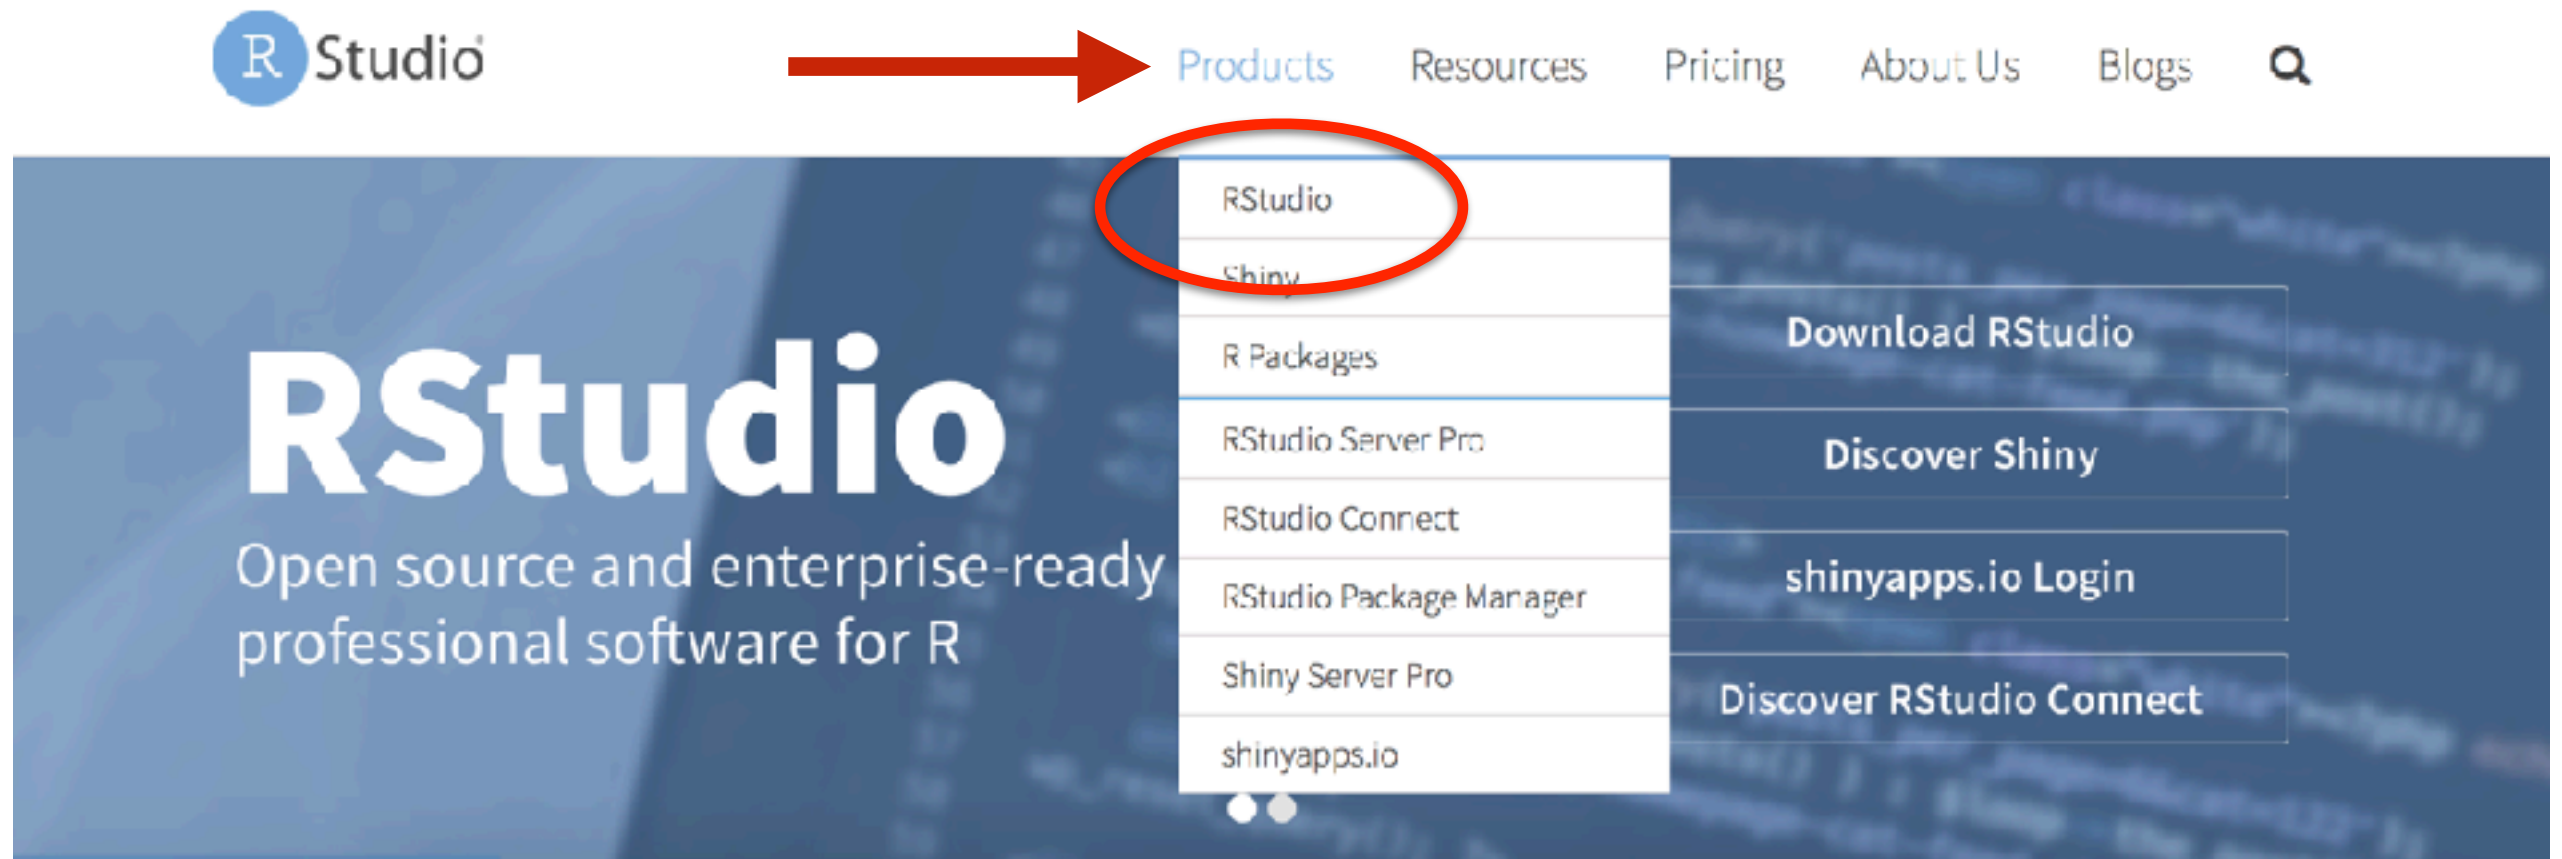 R Studio
Products Resources Pricing About Us Blogs
RStudio
Shiny
R Packages
RStudio Server Pro
RStudio Connect
RStudio Package Manager
Shiny Server Pro
shinyapps.io
RStudio
Open source and enterprise-ready
professional software for R
Download RStudio
Discover Shiny
shinyapps.io Login
Discover RStudio Connect